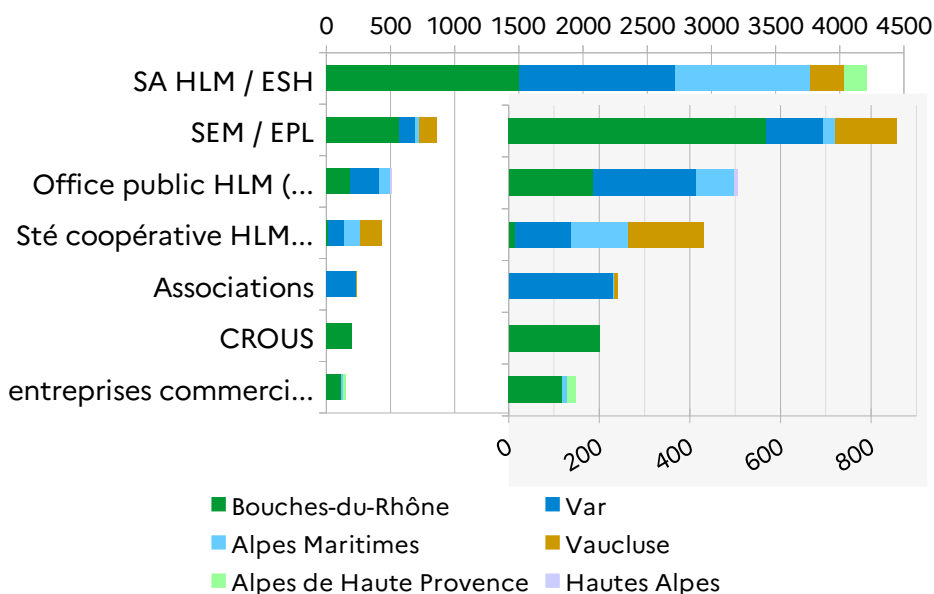 0 500 1000 1500 2000 2500 3000 3500 4000 4500
SA HLM / ESH
SEM / EPL
Office public HLM (...
Sté coopérative HLM...
Associations
CROUS
entreprises commerci...
0 200 400 600 800
Bouches-du-Rhône Var
Alpes Maritimes Vaucluse
Alpes de Haute Provence Hautes Alpes